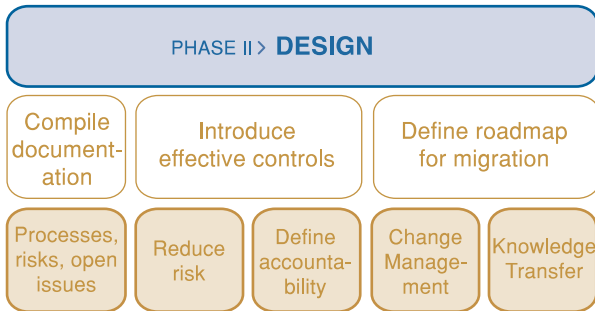 PHASE II > DESIGN
Compile
document-
ation
Introduce
effective controls
Define roadmap
for migration
Processes,
risks, open
issues
Reduce
risk
Define
accounta-
bility
Change
Manage-
ment
Knowledge
Transfer